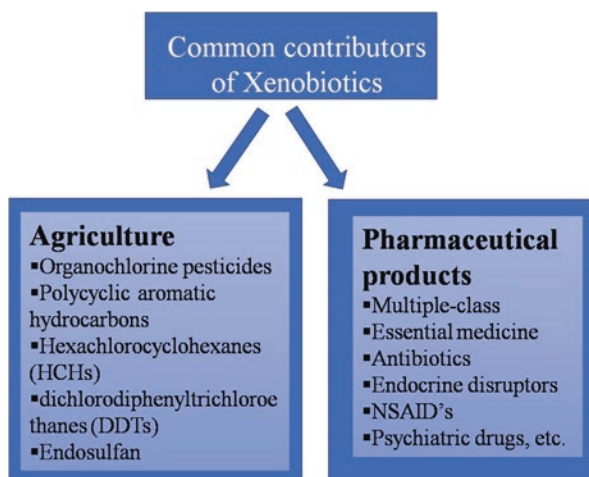 Common contributors
of Xenobiotics
Agriculture
▪Organochlorine pesticides
▪Polycyclic aromatic
hydrocarbons
▪Hexachlorocyclohexanes
(HCHs)
▪dichlorodiphenyltrichloroe
thanes (DDTs)
▪Endosulfan
Pharmaceutical
products
▪Multiple-class
▪Essential medicine
▪Antibiotics
▪Endocrine disruptors
▪NSAID's
▪Psychiatric drugs, etc.